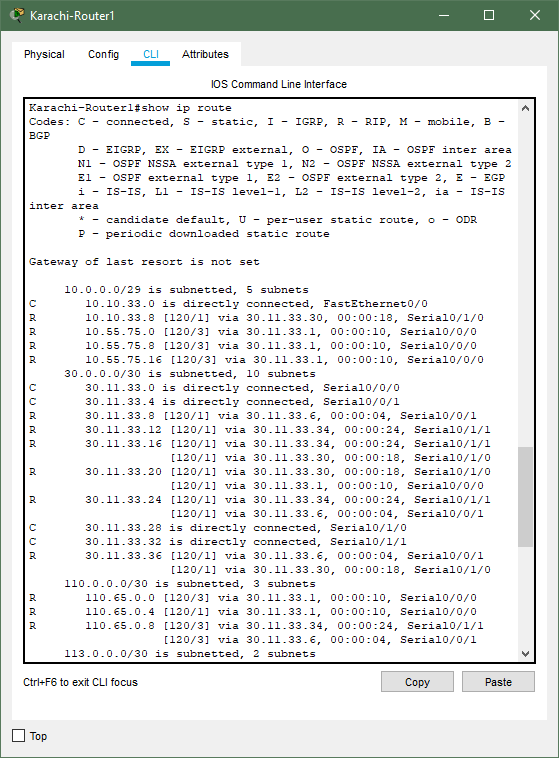 Karachi-Router1
Physical Config CLI Attributes
IOS Command Line Interface
Karachi-Router1#show ip route
Codes: C - connected, S - static, I - IGRP, R - RIP, M - mobile, B -
BGP
D - EIGRP, EX - EIGRP external, O - OSPF, IA - OSPF inter area
N1 - OSPF NSSA external type 1, N2 - OSPF NSSA external type 2
E1 - OSPF external type 1, E2 - OSPF external type 2, E - EGP
i - IS-IS, L1 - IS-IS level-1, L2 - IS-IS level-2, ia - IS-IS
inter area
* - candidate default, U - per-user static route, o - ODR
P - periodic downloaded static route
Gateway of last resort is not set
10.0.0.0/29 is subnetted, 5 subnets
C 10.10.33.0 is directly connected, FastEthernet0/0
R 10.10.33.8 [120/1] via 30.11.33.30, 00:00:18, Serial0/1/0
R 10.55.75.0 [120/3] via 30.11.33.1, 00:00:10, Serial0/0/0
R 10.55.75.8 [120/3] via 30.11.33.1, 00:00:10, Serial0/0/0
R 10.55.75.16 [120/3] via 30.11.33.1, 00:00:10, Serial0/0/0
30.0.0.0/30 is subnetted, 10 subnets
C 30.11.33.0 is directly connected, Serial0/0/0
C 30.11.33.4 is directly connected, Serial0/0/1
R 30.11.33.8 [120/1] via 30.11.33.6, 00:00:04, Serial0/0/1
R 30.11.33.12 [120/1] via 30.11.33.34, 00:00:24, Serial0/1/1
R 30.11.33.16 [120/1] via 30.11.33.34, 00:00:24, Serial0/1/1
[120/1] via 30.11.33.30, 00:00:18, Serial0/1/0
R 30.11.33.20 [120/1] via 30.11.33.30, 00:00:18, Serial0/1/0
[120/1] via 30.11.33.1, 00:00:10, Serial0/0/0
R 30.11.33.24 [120/1] via 30.11.33.34, 00:00:24, Serial0/1/1
[120/1] via 30.11.33.6, 00:00:04, Serial0/0/1
C 30.11.33.28 is directly connected, Serial0/1/0
C 30.11.33.32 is directly connected, Serial0/1/1
R 30.11.33.36 [120/1] via 30.11.33.6, 00:00:04, Serial0/0/1
[120/1] via 30.11.33.30, 00:00:18, Serial0/1/0
110.0.0.0/30 is subnetted, 3 subnets
R 110.65.0.0 [120/3] via 30.11.33.1, 00:00:10, Serial0/0/0
R 110.65.0.4 [120/1] via 30.11.33.1, 00:00:10, Serial0/0/0
R 110.65.0.8 [120/3] via 30.11.33.34, 00:00:24, Serial0/1/1
[120/3] via 30.11.33.6, 00:00:04, Serial0/0/1
113.0.0.0/30 is subnetted, 2 subnets
Ctrl+F6 to exit CLI focus Copy Paste
Top